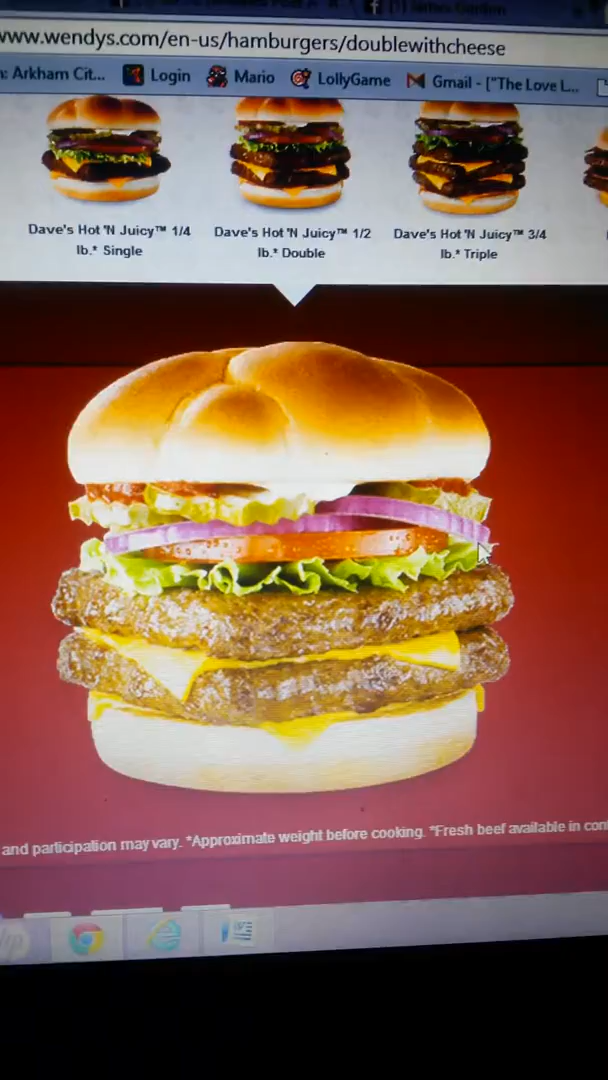 www.wendys.com/en-us/hamburgers/doublewithcheese
: Arkham Cit... Login Mario LollyGame Gmail - ["The Love L...
Dave's Hot 'N Juicy™ 1/4 Dave's Hot 'N Juicy™ 1/2 Dave's Hot 'N Juicy™ 3/4
lb.* Single lb.* Double lb.* Triple
and participation may vary. *Approximate weight before cooking. *Fresh beef available in con
hp